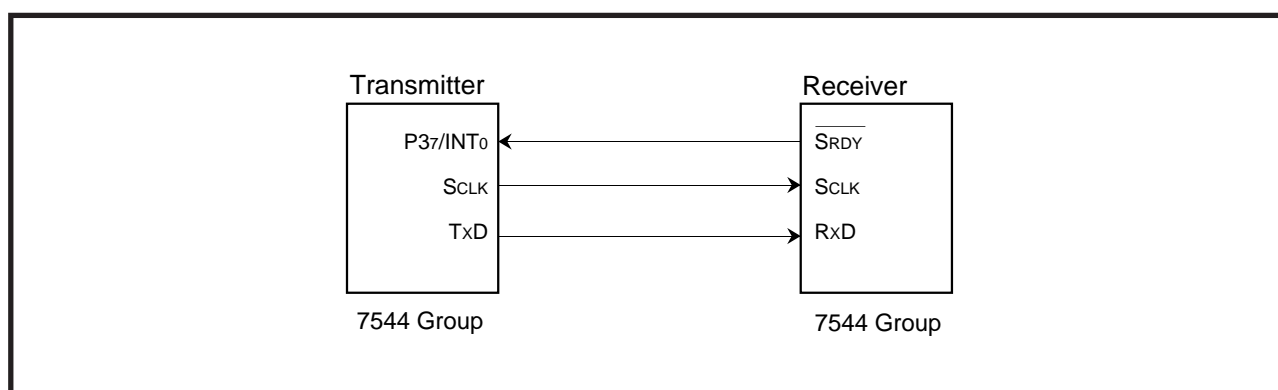 Transmitter
Receiver
P37/INT0
SRDY
SCLK
SCLK
TxD
RxD
7544 Group
7544 Group